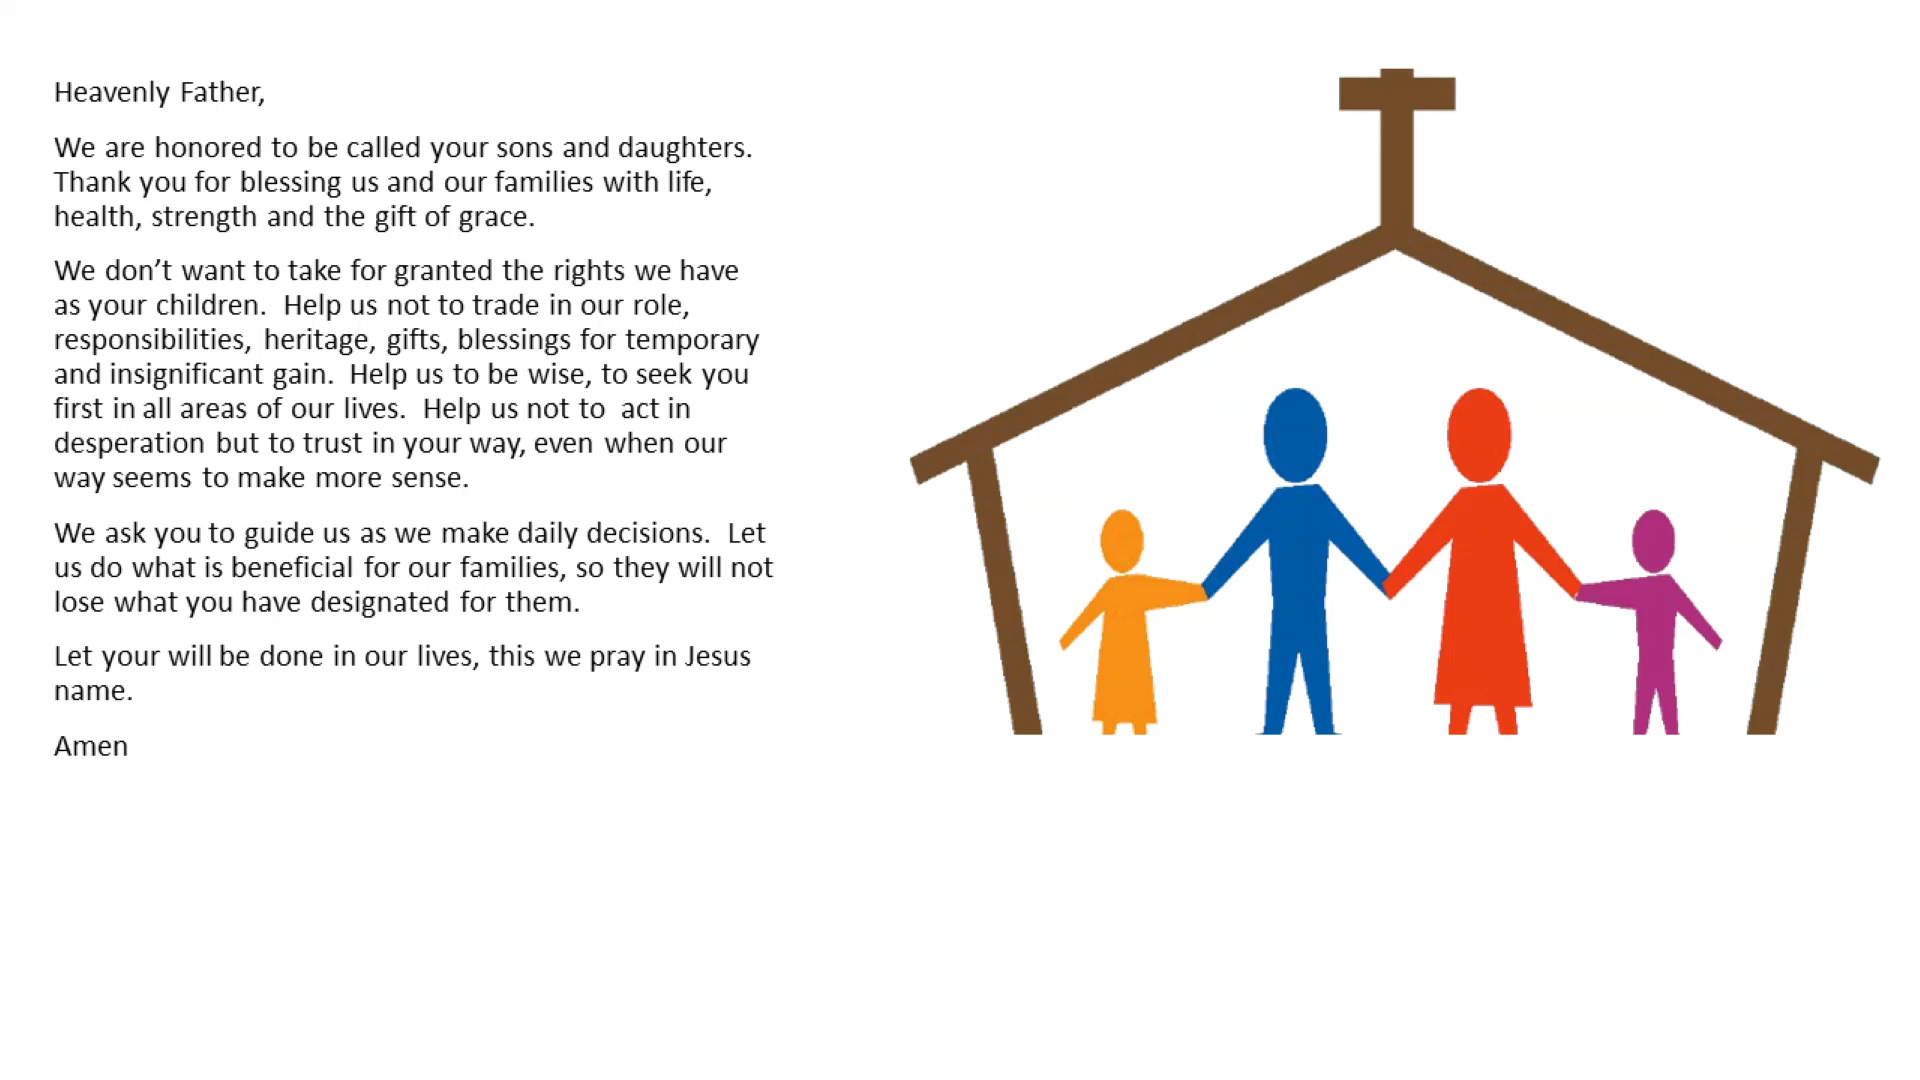 Heavenly Father,
We are honored to be called your sons and daughters.
Thank you for blessing us and our families with life,
health, strength and the gift of grace.
We don’t want to take for granted the rights we have
as your children.  Help us not to trade in our role,
responsibilities, heritage, gifts, blessings for temporary
and insignificant gain.  Help us to be wise, to seek you
first in all areas of our lives.  Help us not to  act in
desperation but to trust in your way, even when our
way seems to make more sense.
We ask you to guide us as we make daily decisions.  Let
us do what is beneficial for our families, so they will not
lose what you have designated for them.
Let your will be done in our lives, this we pray in Jesus
name.
Amen